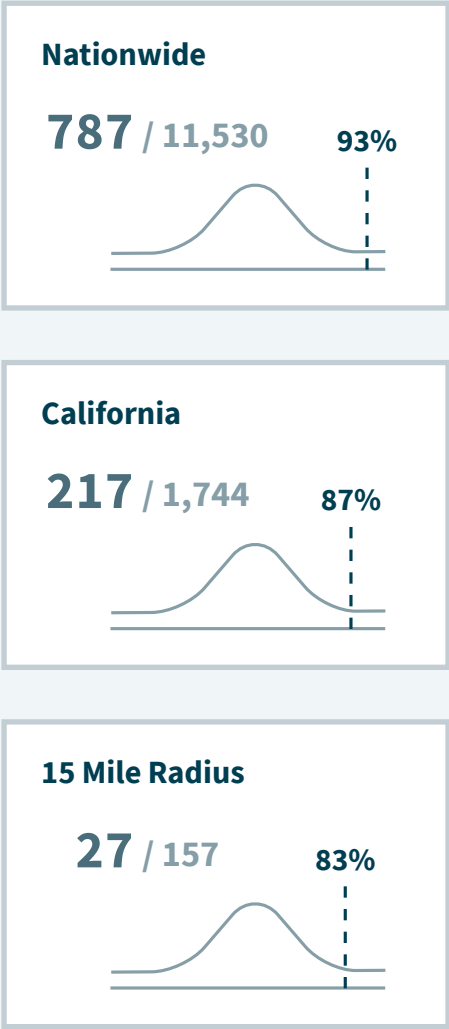 Nationwide
787 / 11,530
93%
California
217 / 1,744
87%
15 Mile Radius
27 / 157
83%